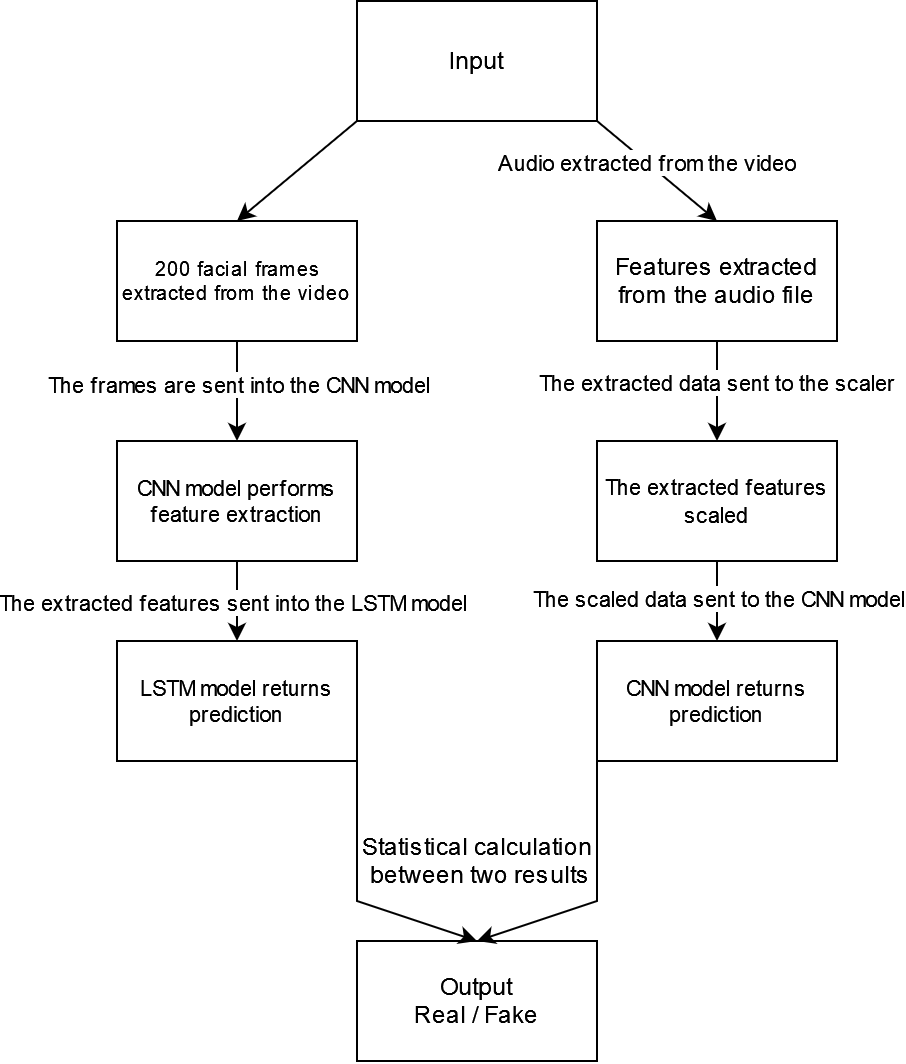 Input
Audio extracted from the video
200 facial frames
extracted from the video
Features extracted
from the audio file
The frames are sent into the CNN model
The extracted data sent to the scaler
CNN model performs
feature extraction
The extracted features
scaled
The extracted features sent into the LSTM model
The scaled data sent to the CNN model
LSTM model returns
prediction
CNN model returns
prediction
Statistical calculation
between two results
Output
Real / Fake